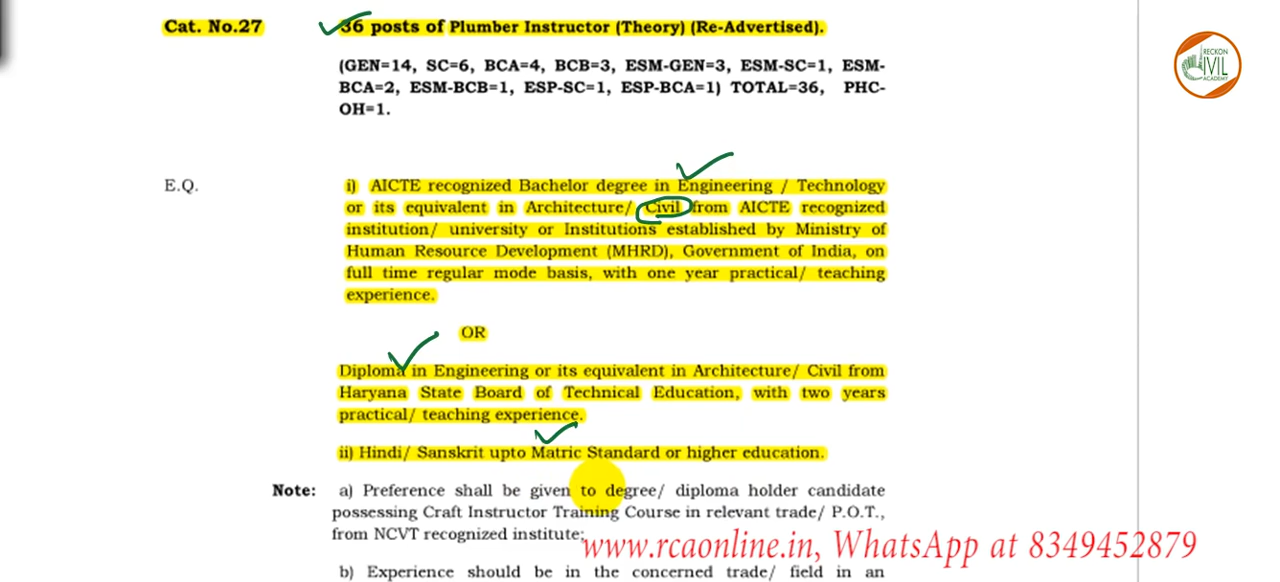 Cat. No.27 36 posts of Plumber Instructor (Theory) (Re-Advertised).
RECKON
CIVIL
ACADEMY
(GEN=14, SC=6, BCA=4, BCB=3, ESM-GEN=3, ESM-SC=1, ESM-
BCA=2, ESM-BCB=1, ESP-SC=1, ESP-BCA=1) TOTAL=36, PHC-
OH=1.
E.Q. i) AICTE recognized Bachelor degree in Engineering / Technology
or its equivalent in Architecture/ Civil from AICTE recognized
institution/ university or Institutions established by Ministry of
Human Resource Development (MHRD), Government of India, on
full time regular mode basis, with one year practical/ teaching
experience.
OR
Diploma in Engineering or its equivalent in Architecture/ Civil from
Haryana State Board of Technical Education, with two years
practical/ teaching experience.
ii) Hindi/ Sanskrit upto Matric Standard or higher education.
Note: a) Preference shall be given to degree/ diploma holder candidate
possessing Craft Instructor Training Course in relevant trade/ P.O.T.,
from NCVT recognized institute;
www.rcaonline.in, WhatsApp at 8349452879
b) Experience should be in the concerned trade/ field in an